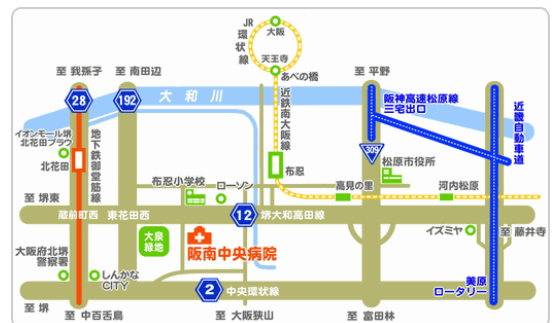 JR環状線
大阪
天王寺
あべの橋
至 我孫子
至 南田辺
至 平野
28
192
大和川
近鉄南大阪線
阪神高速松原線
三宅出口
近畿自動車道
イオンモール堺
北花田プラウ
北花田
地下鉄御堂筋線
309
松原市役所
布忍小学校
ローソン
布忍
高見の里
河内松原
至 堺東
蔵前町西
東花田西
12
堺大和高田線
イズミヤ
至 藤井寺
大泉
緑地
阪南中央病院
大阪府北堺
警察署
しんかな
CITY
美原
ロータリー
2
中央環状線
至 堺
至 中百舌鳥
至 大阪狭山
至 富田林